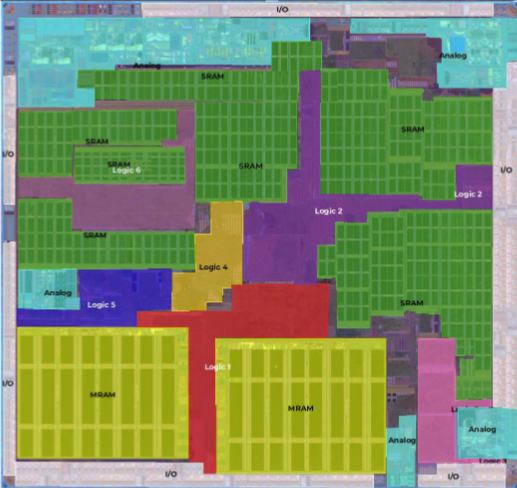 I/O
Analog
Analog
SRAM
SRAM
SRAM
I/O
SRAM
SRAM
Logic 6
I/O
Logic 2
Logic 2
SRAM
Logic 4
Analog
Logic 5
SRAM
Logic 1
I/O
MRAM
MRAM
Analog
Analog
I/O
I/O